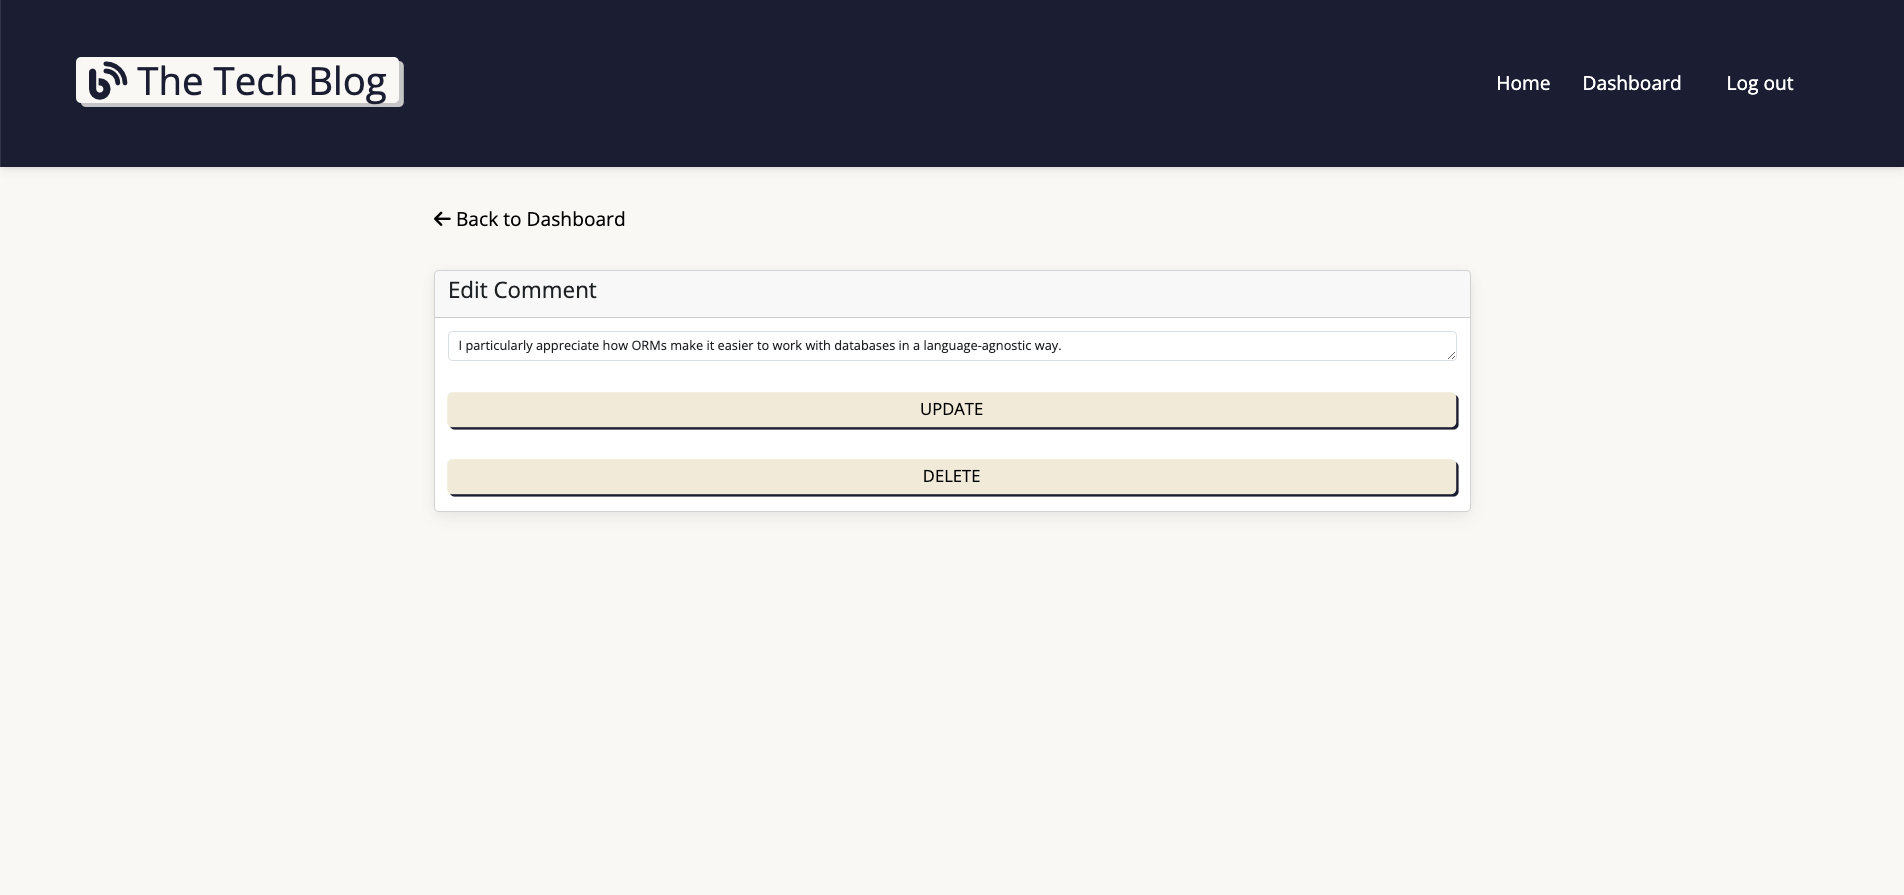 The Tech Blog
Home Dashboard Log out
Back to Dashboard
Edit Comment
I particularly appreciate how ORMs make it easier to work with databases in a language-agnostic way.
UPDATE
DELETE